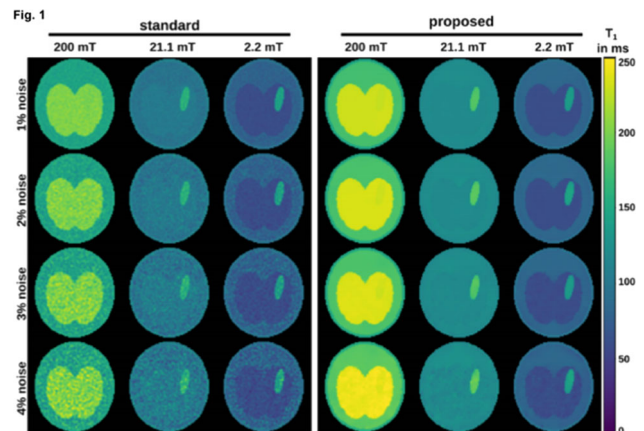 Fig. 1
standard
proposed
200 mT 21.1 mT 2.2 mT
200 mT 21.1 mT 2.2 mT
T1
in ms
1% noise
2% noise
3% noise
4% noise
250
200
150
100
50
0